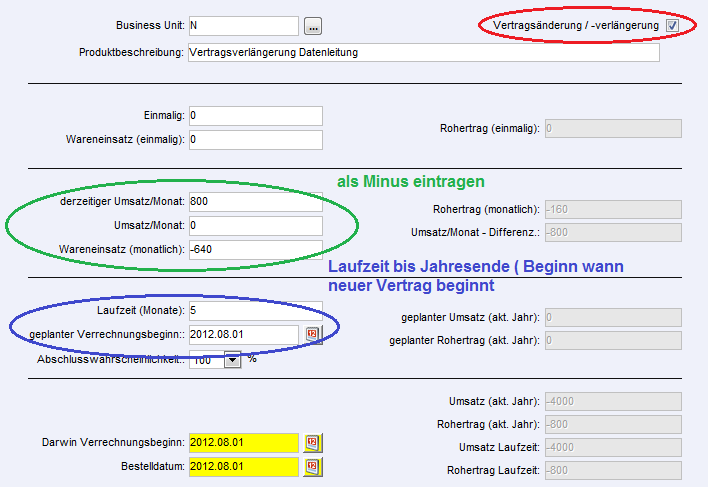 Business Unit: N ... Vertragsänderung / -verlängerung
Produktbeschreibung: Vertragsverlängerung Datenleitung
Einmalig: 0
Rohertrag (einmalig): 0
Wareneinsatz (einmalig): 0
als Minus eintragen
derzeitiger Umsatz/Monat: 800
Rohertrag (monatlich): -160
Umsatz/Monat: 0
Umsatz/Monat - Differenz.: -800
Wareneinsatz (monatlich): -640
Laufzeit bis Jahresende ( Beginn wann
neuer Vertrag beginnt
Laufzeit (Monate): 5
geplanter Umsatz (akt. Jahr): 0
geplanter Verrechnungsbeginn:: 2012.08.01 12
geplanter Rohertrag (akt. Jahr): 0
Abschlusswahrscheinlichkeit.: 100 %
Umsatz (akt. Jahr): -4000
Rohertrag (akt. Jahr): -800
Darwin Verrechnungsbeginn: 2012.08.01 12
Umsatz Laufzeit: -4000
Bestelldatum: 2012.08.01 12
Rohertrag Laufzeit: -800